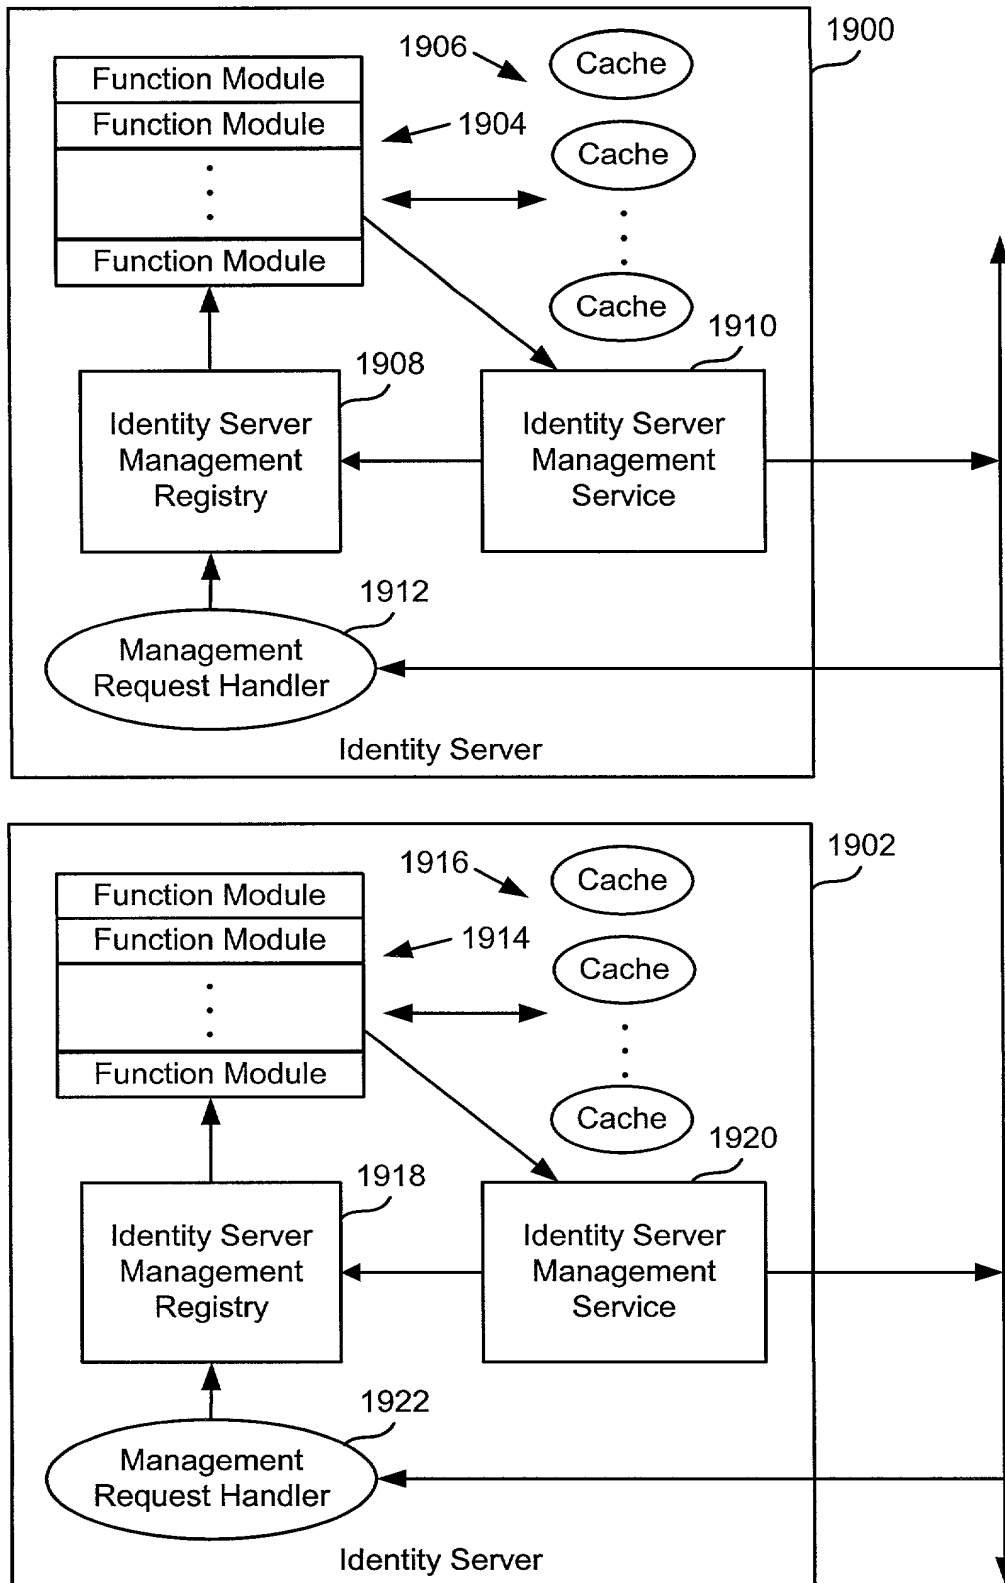 1900
1906
Cache
Function Module
Function Module
1904
Cache
Function Module
Cache
1910
1908
Identity Server
Management
Registry
Identity Server
Management
Service
1912
Management
Request Handler
Identity Server
1902
1916
Cache
Function Module
Function Module
1914
Cache
Function Module
Cache
1920
1918
Identity Server
Management
Registry
Identity Server
Management
Service
1922
Management
Request Handler
Identity Server